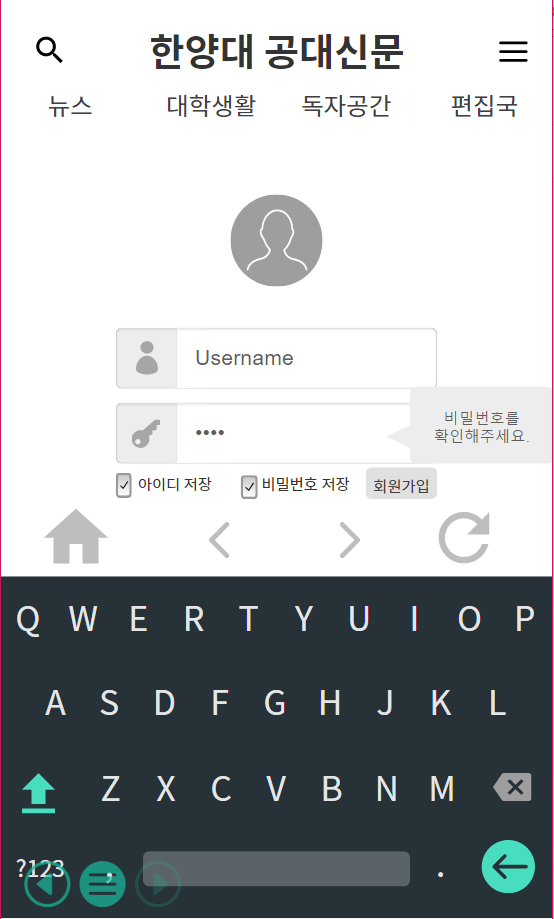 한양대 공대신문
뉴스 대학생활 독자공간 편집국
Username
••••
비밀번호를
확인해주세요.
아이디 저장 비밀번호 저장 회원가입
Q W E R T Y U I O P
A S D F G H J K L
Z X C V B N M
?123 , .